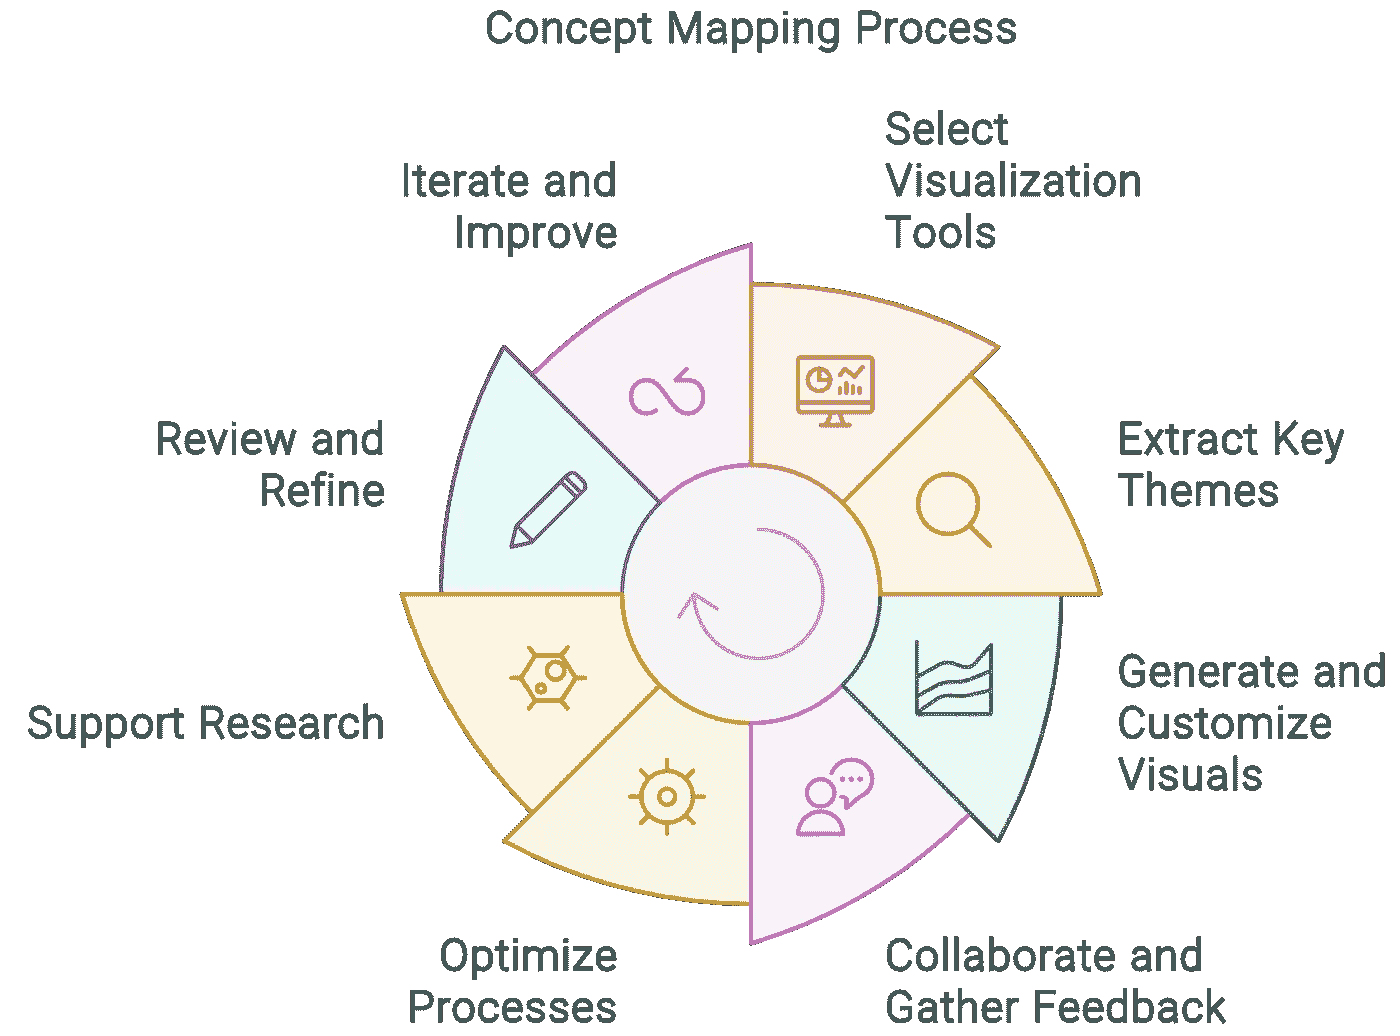 Concept Mapping Process
Select
Visualization
Tools
Extract Key
Themes
Generate and
Customize
Visuals
Collaborate and
Gather Feedback
Optimize
Processes
Support Research
Review and
Refine
Iterate and
Improve